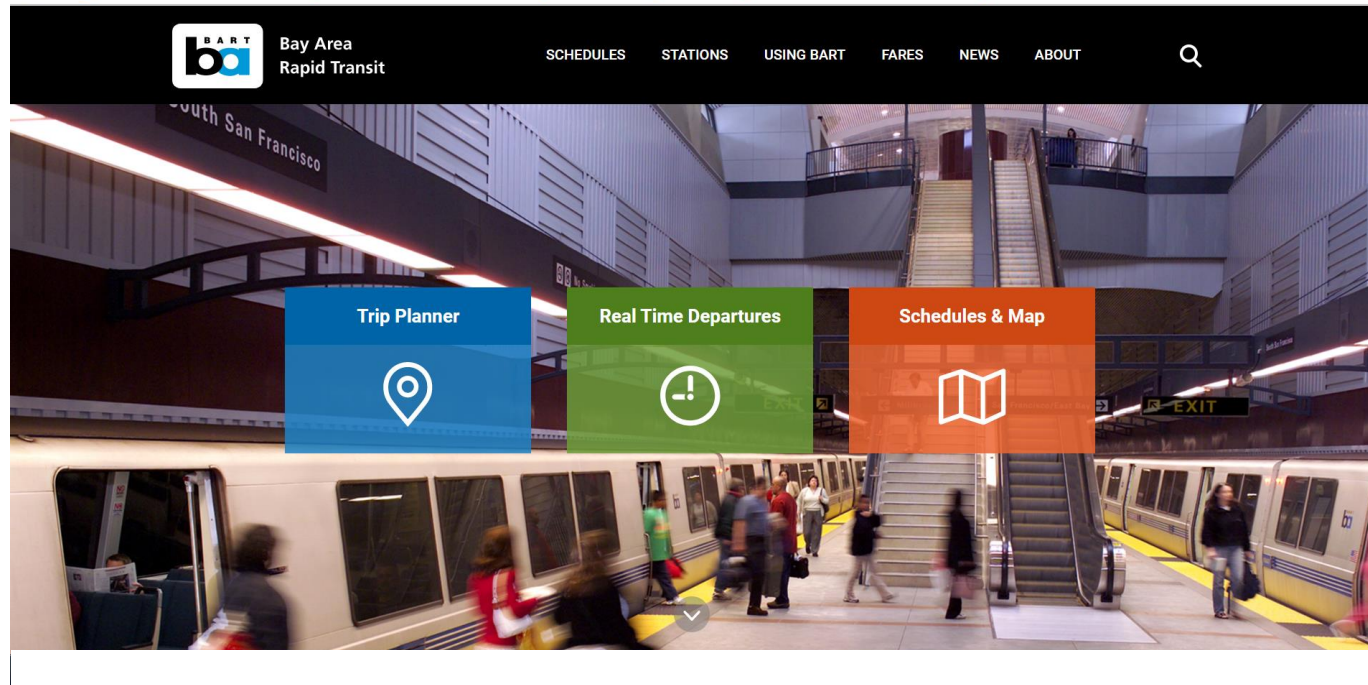 BART
ba
Bay Area
Rapid Transit
SCHEDULES
STATIONS
USING BART
FARES
NEWS
ABOUT
South San Francisco
Trip Planner
Real Time Departures
Schedules & Map
EXIT
EXIT
ba